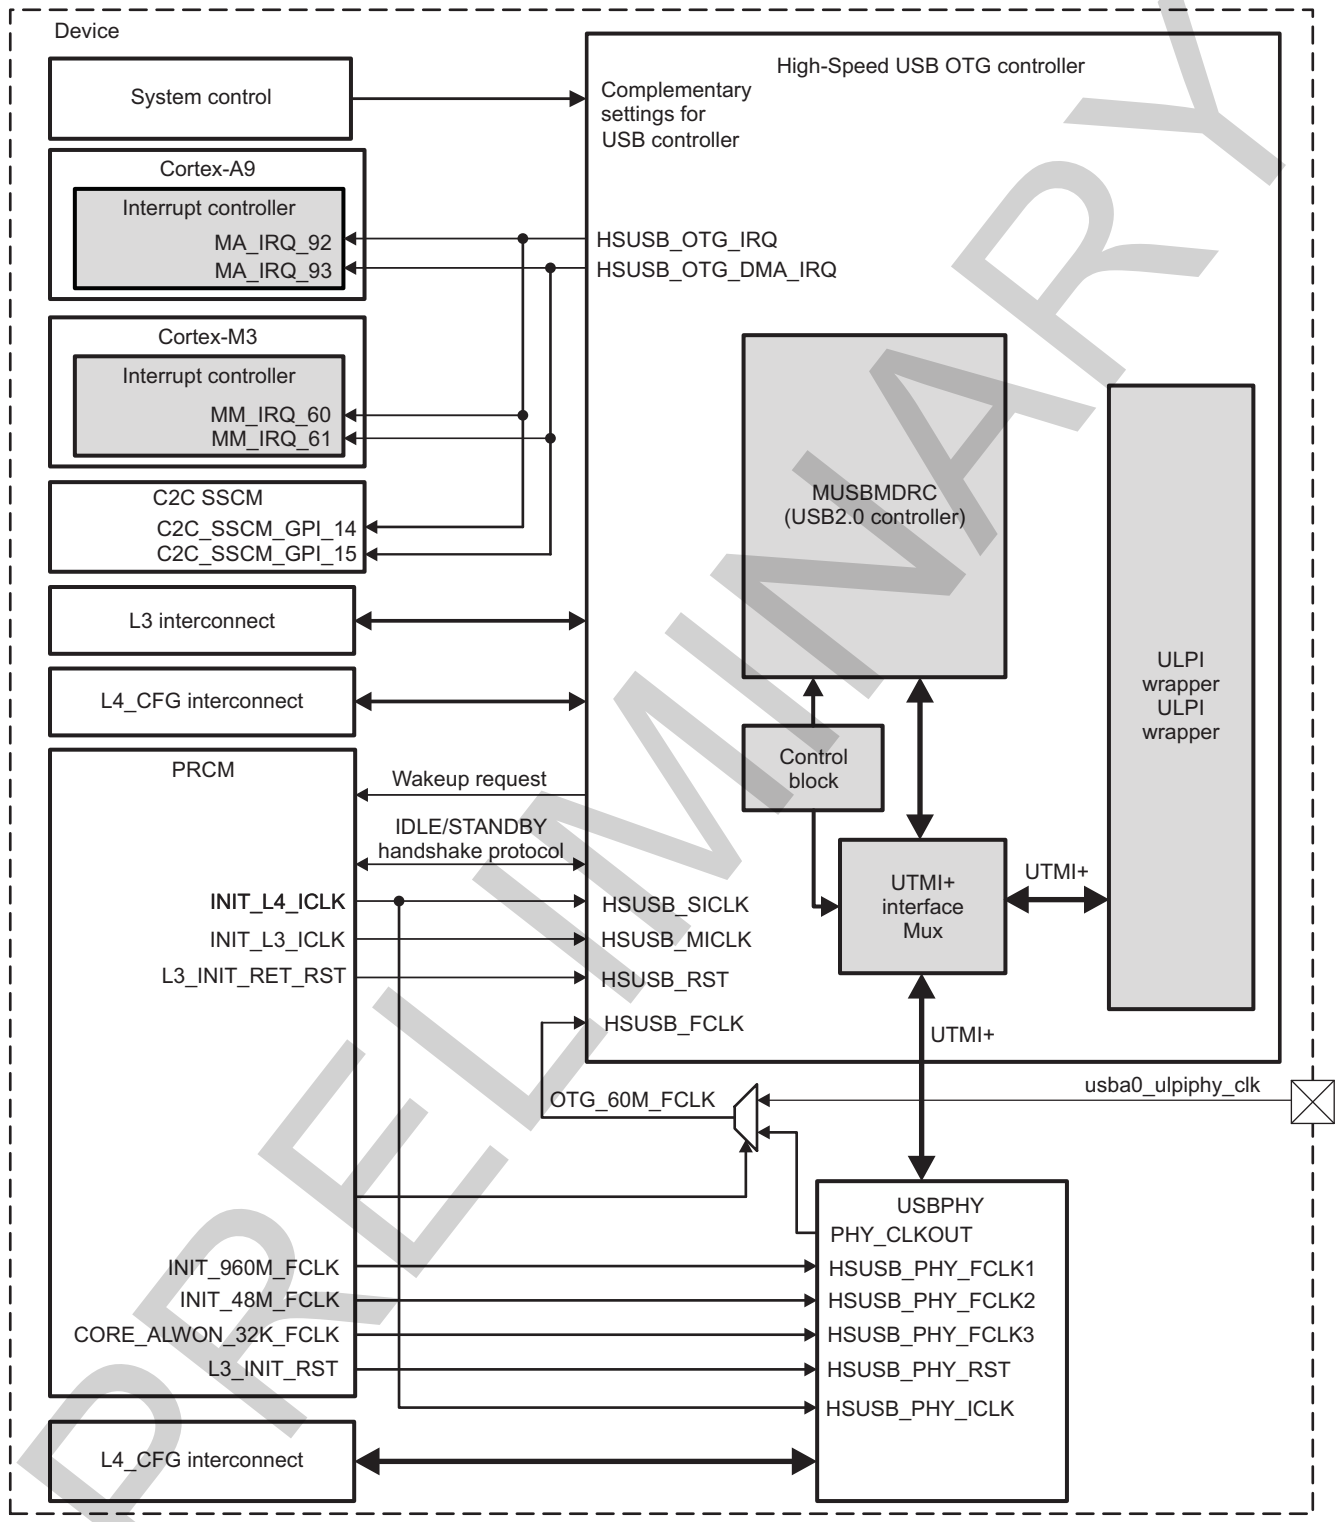 Device
System control
High-Speed USB OTG controller
Complementary
settings for
USB controller
Cortex-A9
Interrupt controller
MA_IRQ_92
MA_IRQ_93
HSUSB_OTG_IRQ
HSUSB_OTG_DMA_IRQ
Cortex-M3
Interrupt controller
MM_IRQ_60
MM_IRQ_61
C2C SSCM
C2C_SSCM_GPI_14
C2C_SSCM_GPI_15
MUSBMDRC
(USB2.0 controller)
L3 interconnect
L4_CFG interconnect
ULPI
wrapper
ULPI
wrapper
Control
block
PRCM
Wakeup request
IDLE/STANDBY
handshake protocol
UTMI+
interface
Mux
UTMI+
INIT_L4_ICLK
HSUSB_SICLK
INIT_L3_ICLK
HSUSB_MICLK
L3_INIT_RET_RST
HSUSB_RST
HSUSB_FCLK
UTMI+
OTG_60M_FCLK
usba0_ulpiphy_clk
USBPHY
PHY_CLKOUT
INIT_960M_FCLK
HSUSB_PHY_FCLK1
INIT_48M_FCLK
HSUSB_PHY_FCLK2
CORE_ALWON_32K_FCLK
HSUSB_PHY_FCLK3
L3_INIT_RST
HSUSB_PHY_RST
HSUSB_PHY_ICLK
L4_CFG interconnect
PRELIMINARY